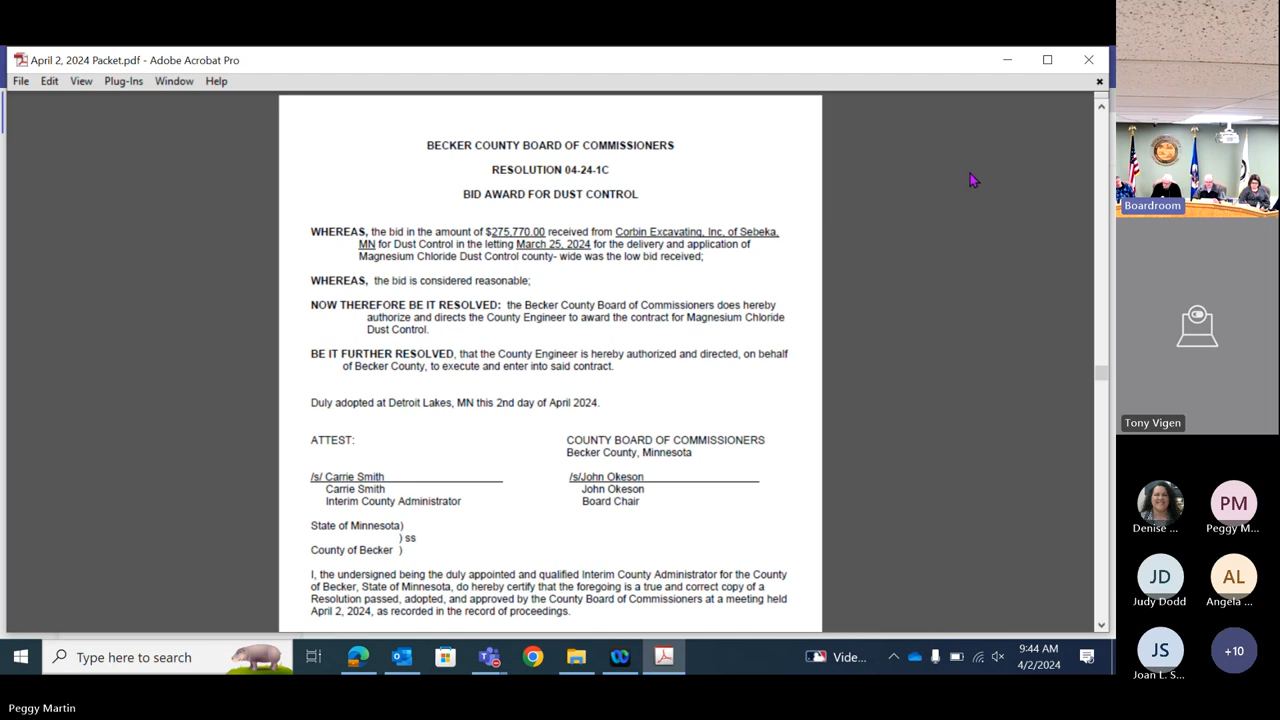 April 2, 2024 Packet.pdf - Adobe Acrobat Pro
File Edit View Plug-Ins Window Help
BECKER COUNTY BOARD OF COMMISSIONERS
RESOLUTION 04-24-1C
BID AWARD FOR DUST CONTROL
WHEREAS, the bid in the amount of $275,770.00 received from Corbin Excavating, Inc. of Sebeka,
MN for Dust Control in the letting March 25, 2024 for the delivery and application of
Magnesium Chloride Dust Control county- wide was the low bid received;
WHEREAS, the bid is considered reasonable;
NOW THEREFORE BE IT RESOLVED: the Becker County Board of Commissioners does hereby
authorize and directs the County Engineer to award the contract for Magnesium Chloride
Dust Control.
BE IT FURTHER RESOLVED, that the County Engineer is hereby authorized and directed, on behalf
of Becker County, to execute and enter into said contract.
Duly adopted at Detroit Lakes, MN this 2nd day of April 2024.
ATTEST: COUNTY BOARD OF COMMISSIONERS
Becker County, Minnesota
/s/ Carrie Smith /s/John Okeson
Carrie Smith John Okeson
Interim County Administrator Board Chair
State of Minnesota)
) ss
County of Becker )
I, the undersigned being the duly appointed and qualified Interim County Administrator for the County
of Becker, State of Minnesota, do hereby certify that the foregoing is a true and correct copy of a
Resolution passed, adopted, and approved by the County Board of Commissioners at a meeting held
April 2, 2024, as recorded in the record of proceedings.
Type here to search
Vide...
9:44 AM
4/2/2024
Peggy Martin
Boardroom
Tony Vigen
PM
Denise ... Peggy M...
JD AL
Judy Dodd Angela ...
JS +10
Joan L. S...